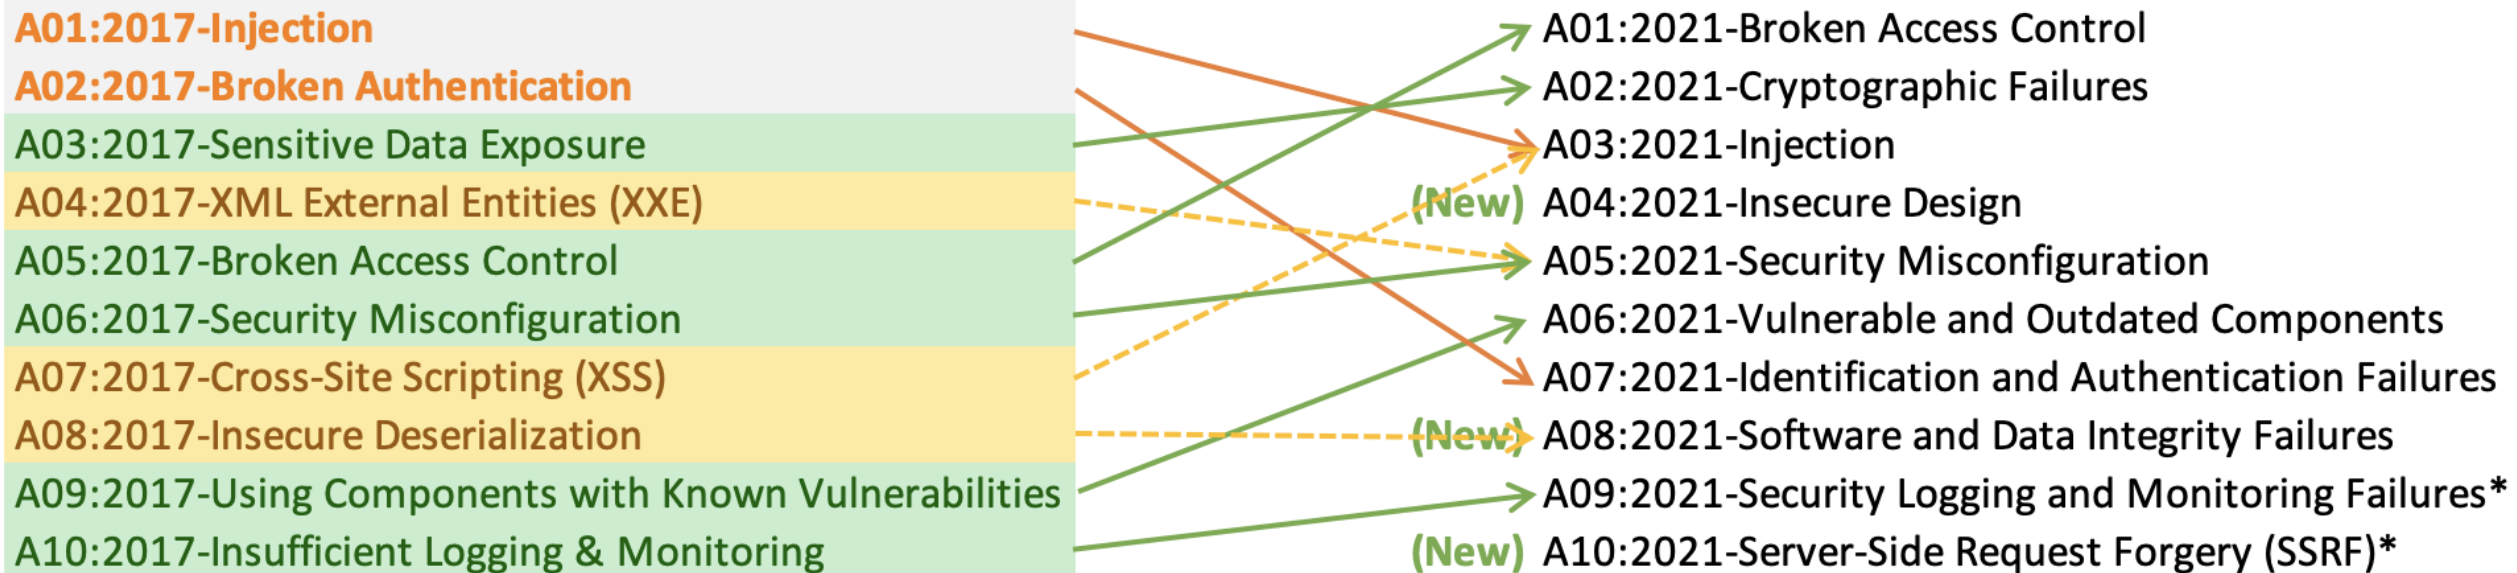 A01:2017-Injection
A02:2017-Broken Authentication
A03:2017-Sensitive Data Exposure
A04:2017-XML External Entities (XXE)
A05:2017-Broken Access Control
A06:2017-Security Misconfiguration
A07:2017-Cross-Site Scripting (XSS)
A08:2017-Insecure Deserialization
A09:2017-Using Components with Known Vulnerabilities
A10:2017-Insufficient Logging & Monitoring
A01:2021-Broken Access Control
A02:2021-Cryptographic Failures
A03:2021-Injection
(New) A04:2021-Insecure Design
A05:2021-Security Misconfiguration
A06:2021-Vulnerable and Outdated Components
A07:2021-Identification and Authentication Failures
(New) A08:2021-Software and Data Integrity Failures
A09:2021-Security Logging and Monitoring Failures*
(New) A10:2021-Server-Side Request Forgery (SSRF)*